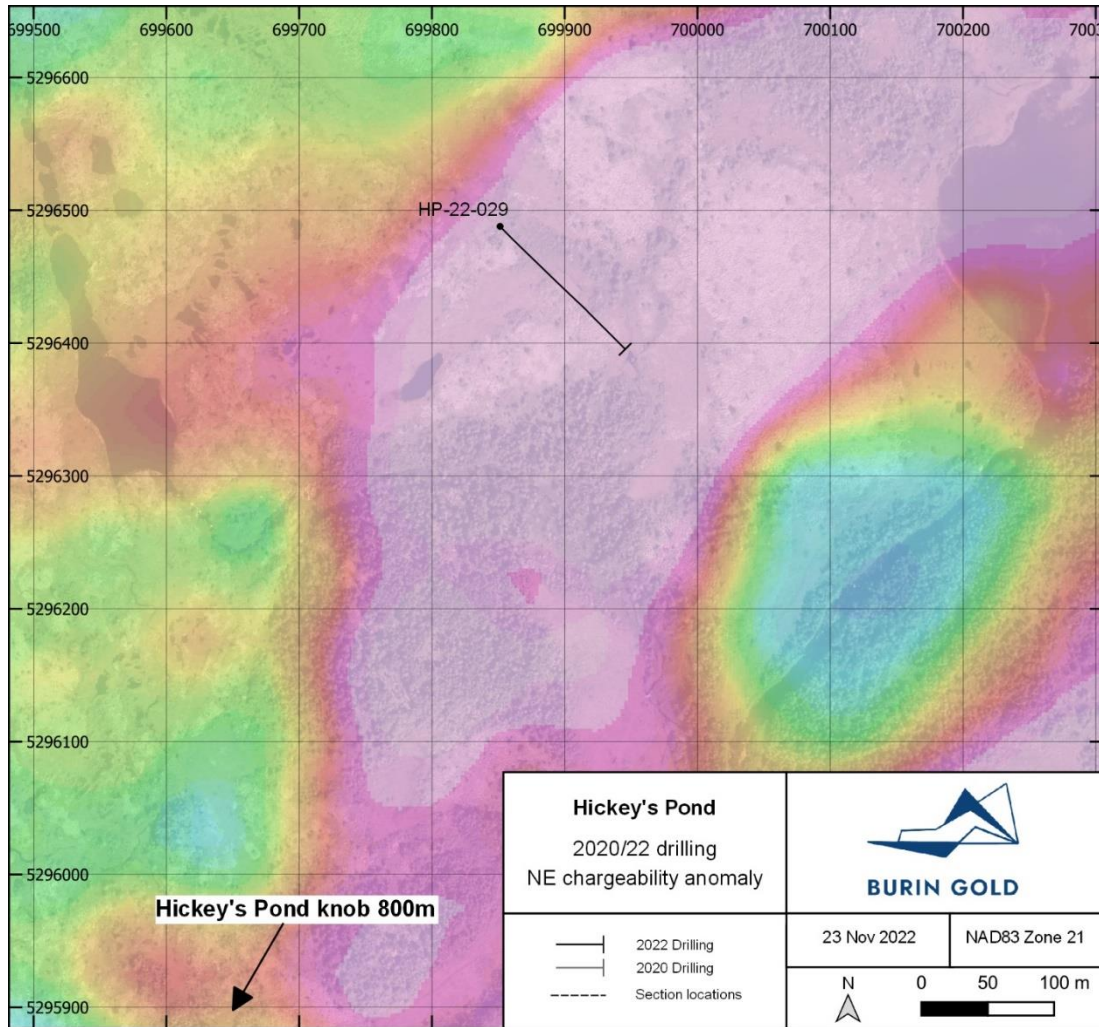 699500 699600 699700 699800 699900 700000 700100 700200
5296600
5296500
HP-22-029
5296400
5296300
5296200
5296100
5296000
5295900
Hickey's Pond knob 800m
Hickey's Pond
2020/22 drilling
NE chargeability anomaly
BURIN GOLD
2022 Drilling
2020 Drilling
Section locations
23 Nov 2022
NAD83 Zone 21
N
0 50 100 m